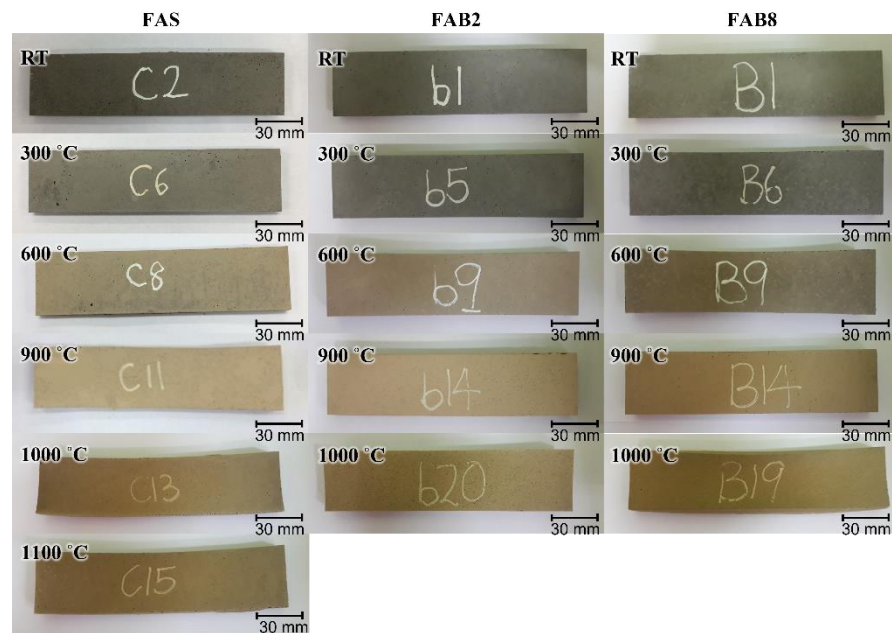 FAS FAB2 FAB8
RT RT RT
C2 b1 B1
30 mm 30 mm 30 mm
300 °C 300 °C 300 °C
C6 b5 B6
30 mm 30 mm 30 mm
600 °C 600 °C 600 °C
C8 b9 B9
30 mm 30 mm 30 mm
900 °C 900 °C 900 °C
C11 b14 B14
30 mm 30 mm 30 mm
1000 °C 1000 °C 1000 °C
C13 b20 B19
30 mm 30 mm 30 mm
1100 °C
C15
30 mm